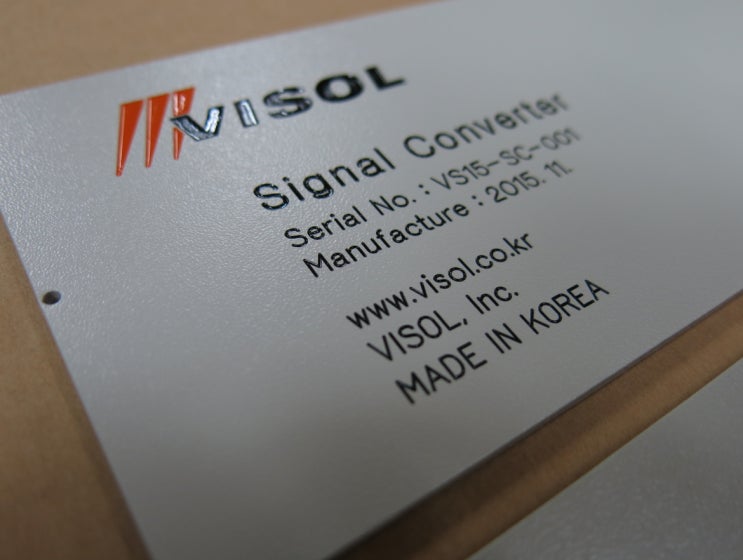 VISOL
Signal Converter
Serial No. : VS15-SC-001
Manufacture : 2015. 11.
www.visol.co.kr
VISOL, Inc.
MADE IN KOREA